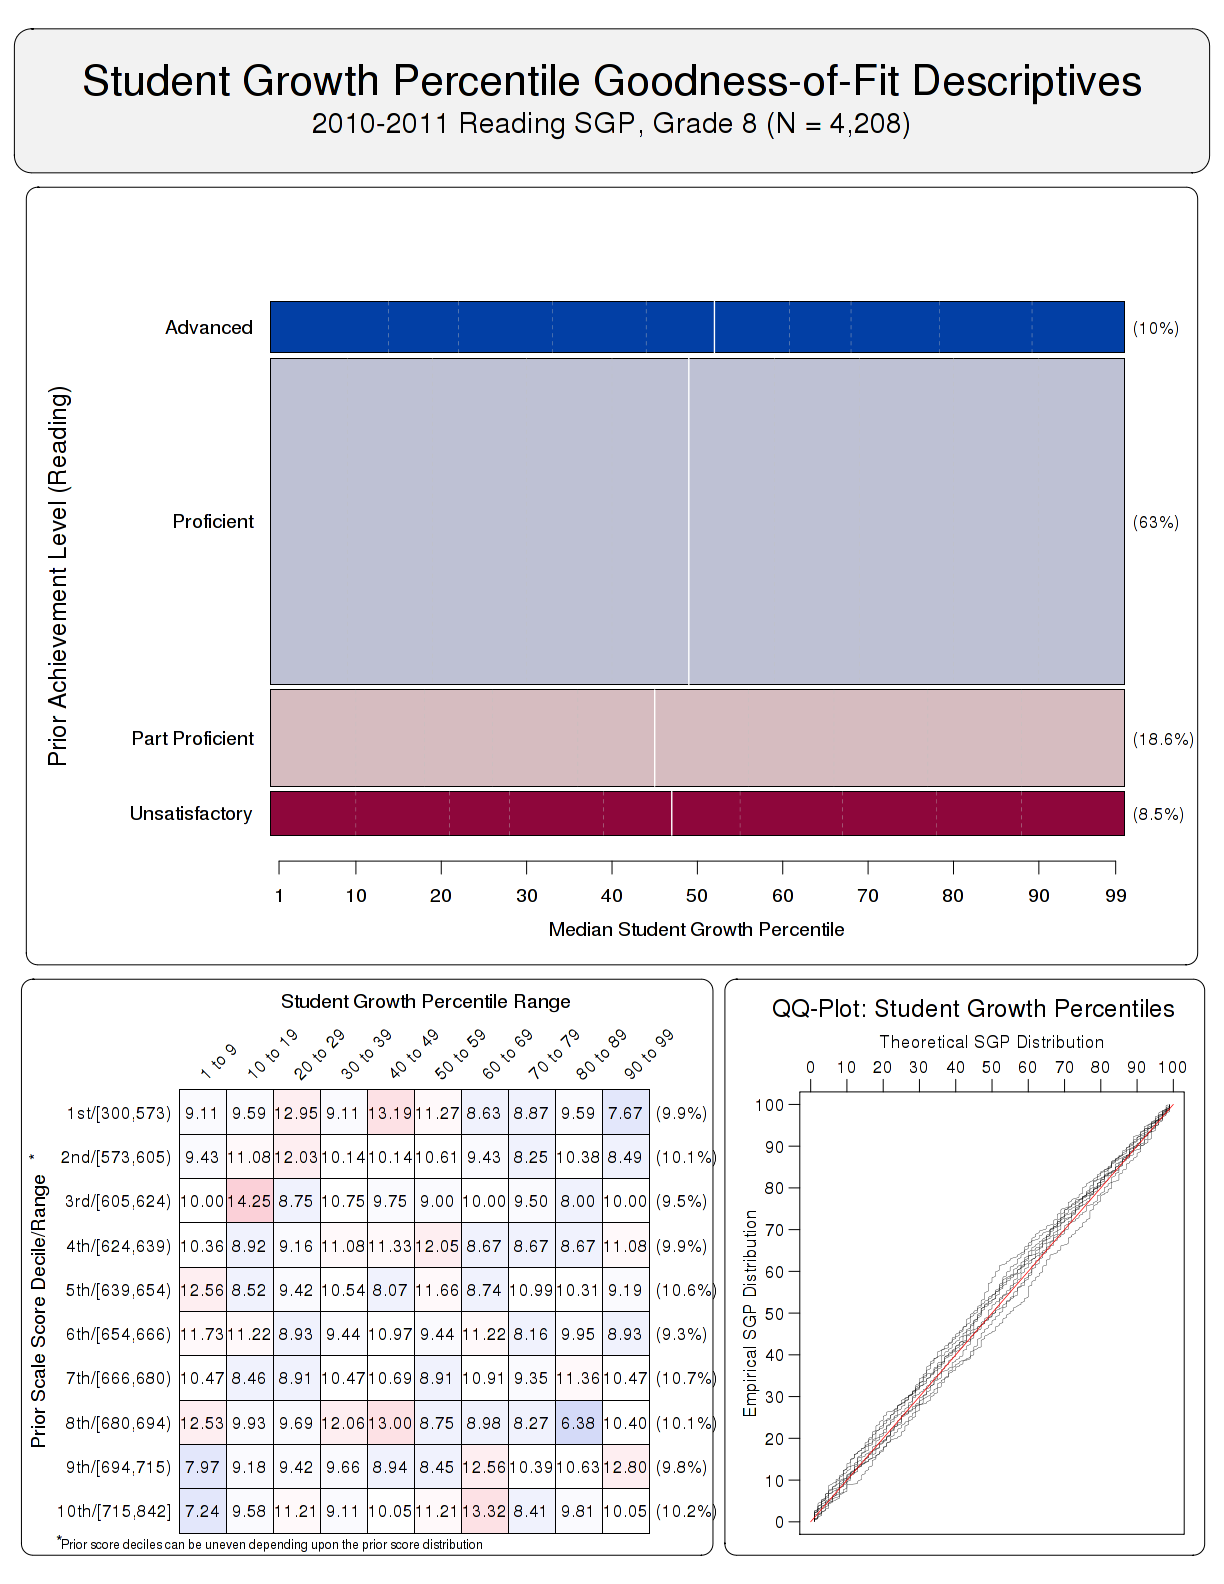 Student Growth Percentile Goodness-of-Fit Descriptives
2010-2011 Reading SGP, Grade 8 (N = 4,208)
Prior Achievement Level (Reading)
Advanced (10%)
Proficient (63%)
Part Proficient (18.6%)
Unsatisfactory (8.5%)
1 10 20 30 40 50 60 70 80 90 99
Median Student Growth Percentile
Student Growth Percentile Range
1 to 9 10 to 19 20 to 29 30 to 39 40 to 49 50 to 59 60 to 69 70 to 79 80 to 89 90 to 99
Prior Scale Score Decile/Range *
1st/[300,573) 9.11 9.59 12.95 9.11 13.19 11.27 8.63 8.87 9.59 7.67 (9.9%)
2nd/[573,605) 9.43 11.08 12.03 10.14 10.14 10.61 9.43 8.25 10.38 8.49 (10.1%)
3rd/[605,624) 10.00 14.25 8.75 10.75 9.75 9.00 10.00 9.50 8.00 10.00 (9.5%)
4th/[624,639) 10.36 8.92 9.16 11.08 11.33 12.05 8.67 8.67 8.67 11.08 (9.9%)
5th/[639,654) 12.56 8.52 9.42 10.54 8.07 11.66 8.74 10.99 10.31 9.19 (10.6%)
6th/[654,666) 11.73 11.22 8.93 9.44 10.97 9.44 11.22 8.16 9.95 8.93 (9.3%)
7th/[666,680) 10.47 8.46 8.91 10.47 10.69 8.91 10.91 9.35 11.36 10.47 (10.7%)
8th/[680,694) 12.53 9.93 9.69 12.06 13.00 8.75 8.98 8.27 6.38 10.40 (10.1%)
9th/[694,715) 7.97 9.18 9.42 9.66 8.94 8.45 12.56 10.39 10.63 12.80 (9.8%)
10th/[715,842] 7.24 9.58 11.21 9.11 10.05 11.21 13.32 8.41 9.81 10.05 (10.2%)
*Prior score deciles can be uneven depending upon the prior score distribution
QQ-Plot: Student Growth Percentiles
Theoretical SGP Distribution
0 10 20 30 40 50 60 70 80 90 100
Empirical SGP Distribution
100
90
80
70
60
50
40
30
20
10
0